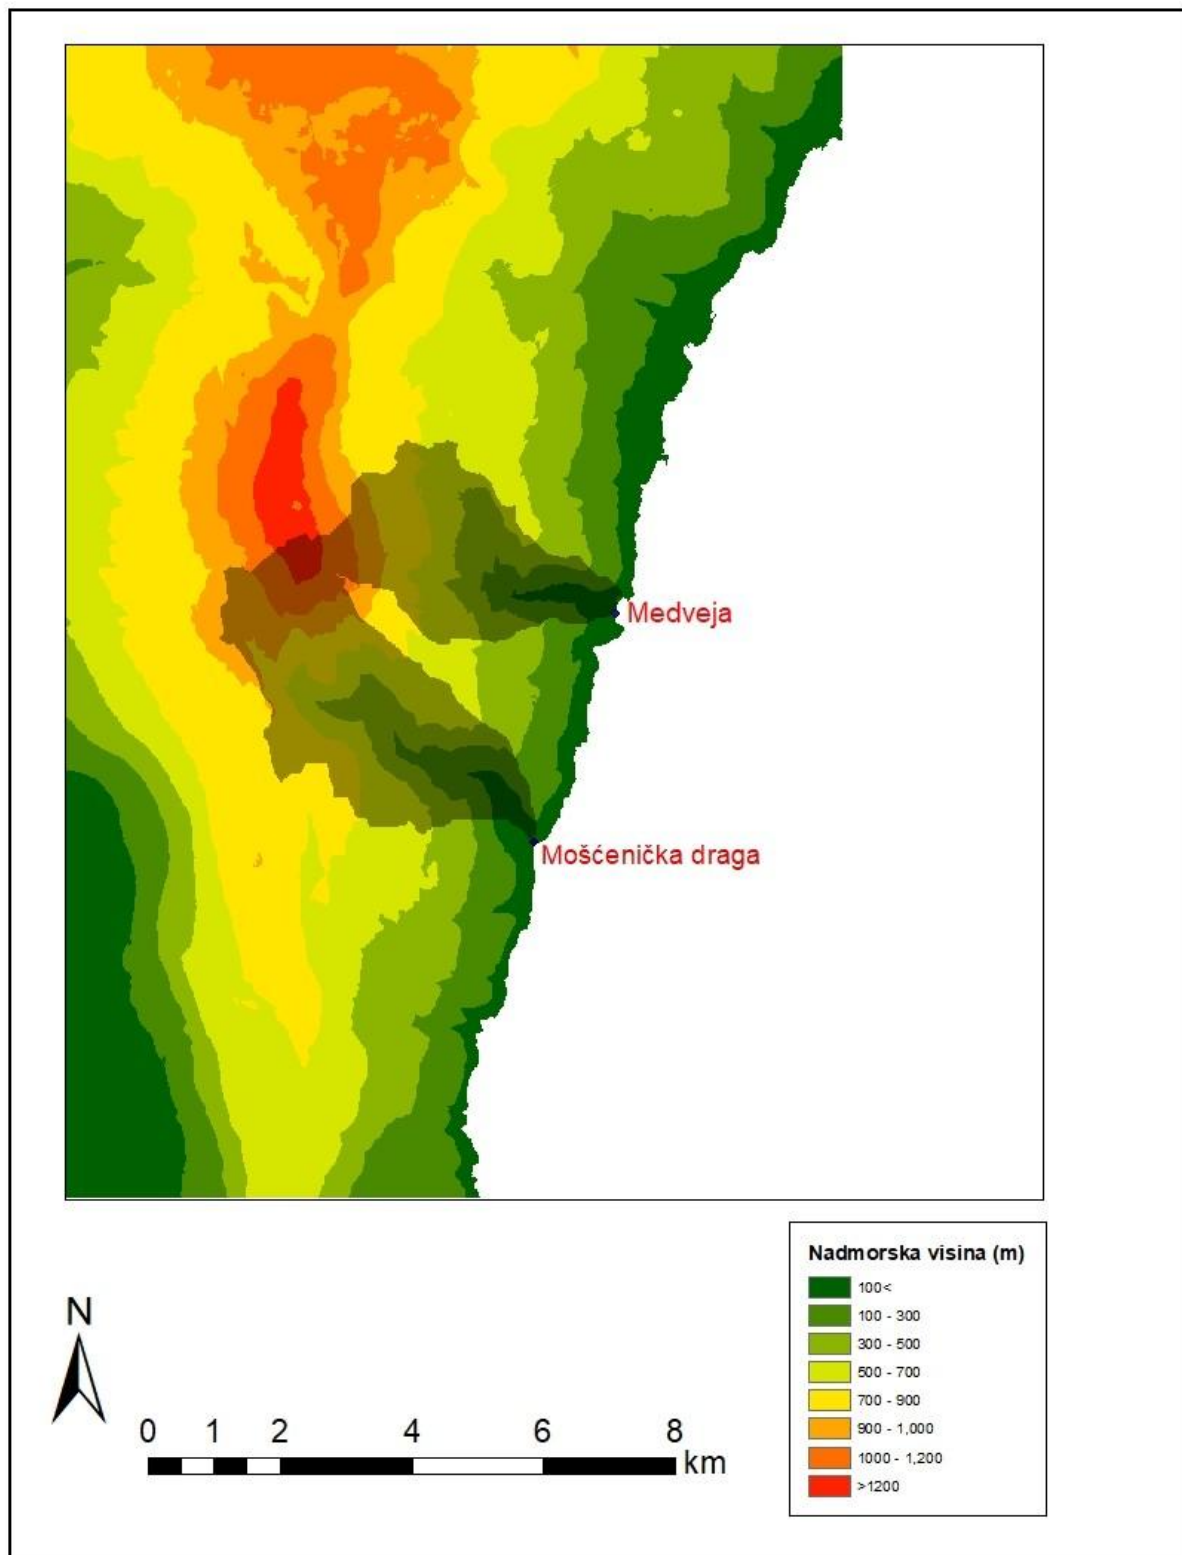 Medveja
Mošćenička draga
Nadmorska visina (m)
100<
100 - 300
300 - 500
500 - 700
700 - 900
900 - 1,000
1000 - 1,200
>1200
N
0 1 2 4 6 8
km